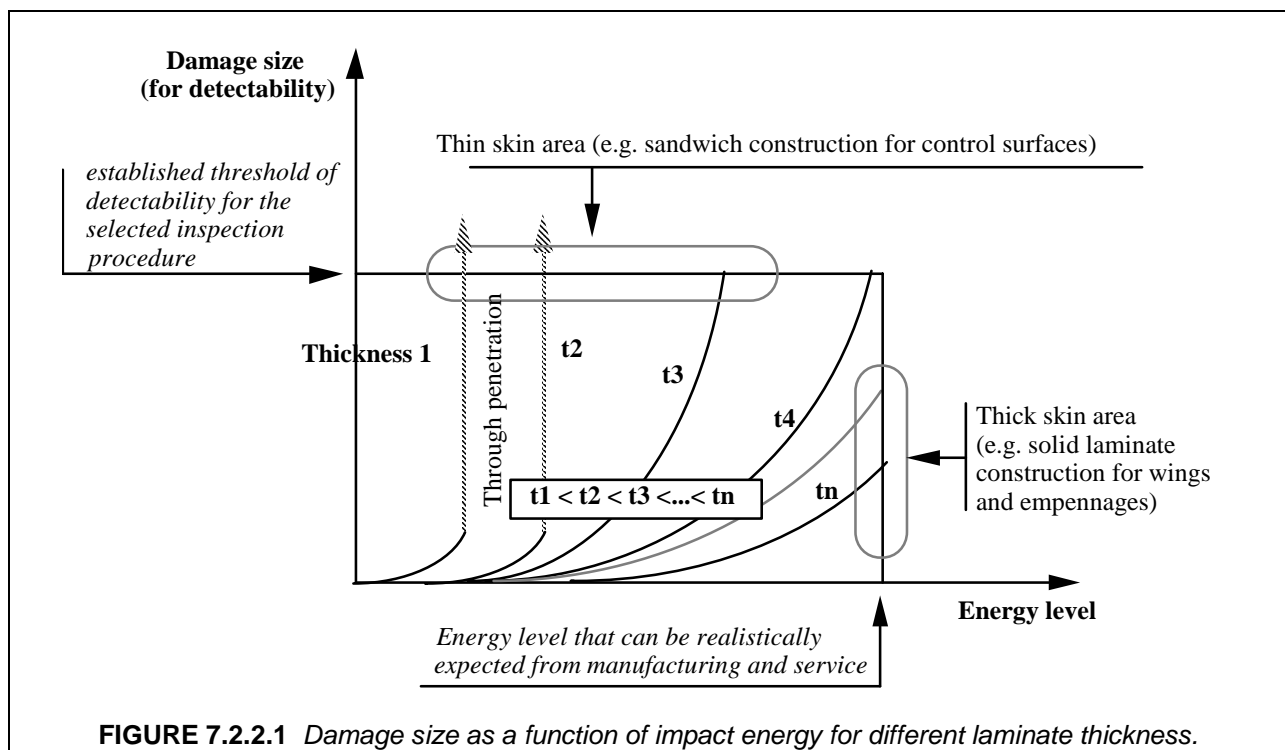 Damage size
(for detectability)
Thin skin area (e.g. sandwich construction for control surfaces)
established threshold of
detectability for the
selected inspection
procedure
Thickness 1
Through penetration
t2
t3
t4
tn
t1 < t2 < t3 <...< tn
Thick skin area
(e.g. solid laminate
construction for wings
and empennages)
Energy level
Energy level that can be realistically
expected from manufacturing and service
FIGURE 7.2.2.1 Damage size as a function of impact energy for different laminate thickness.